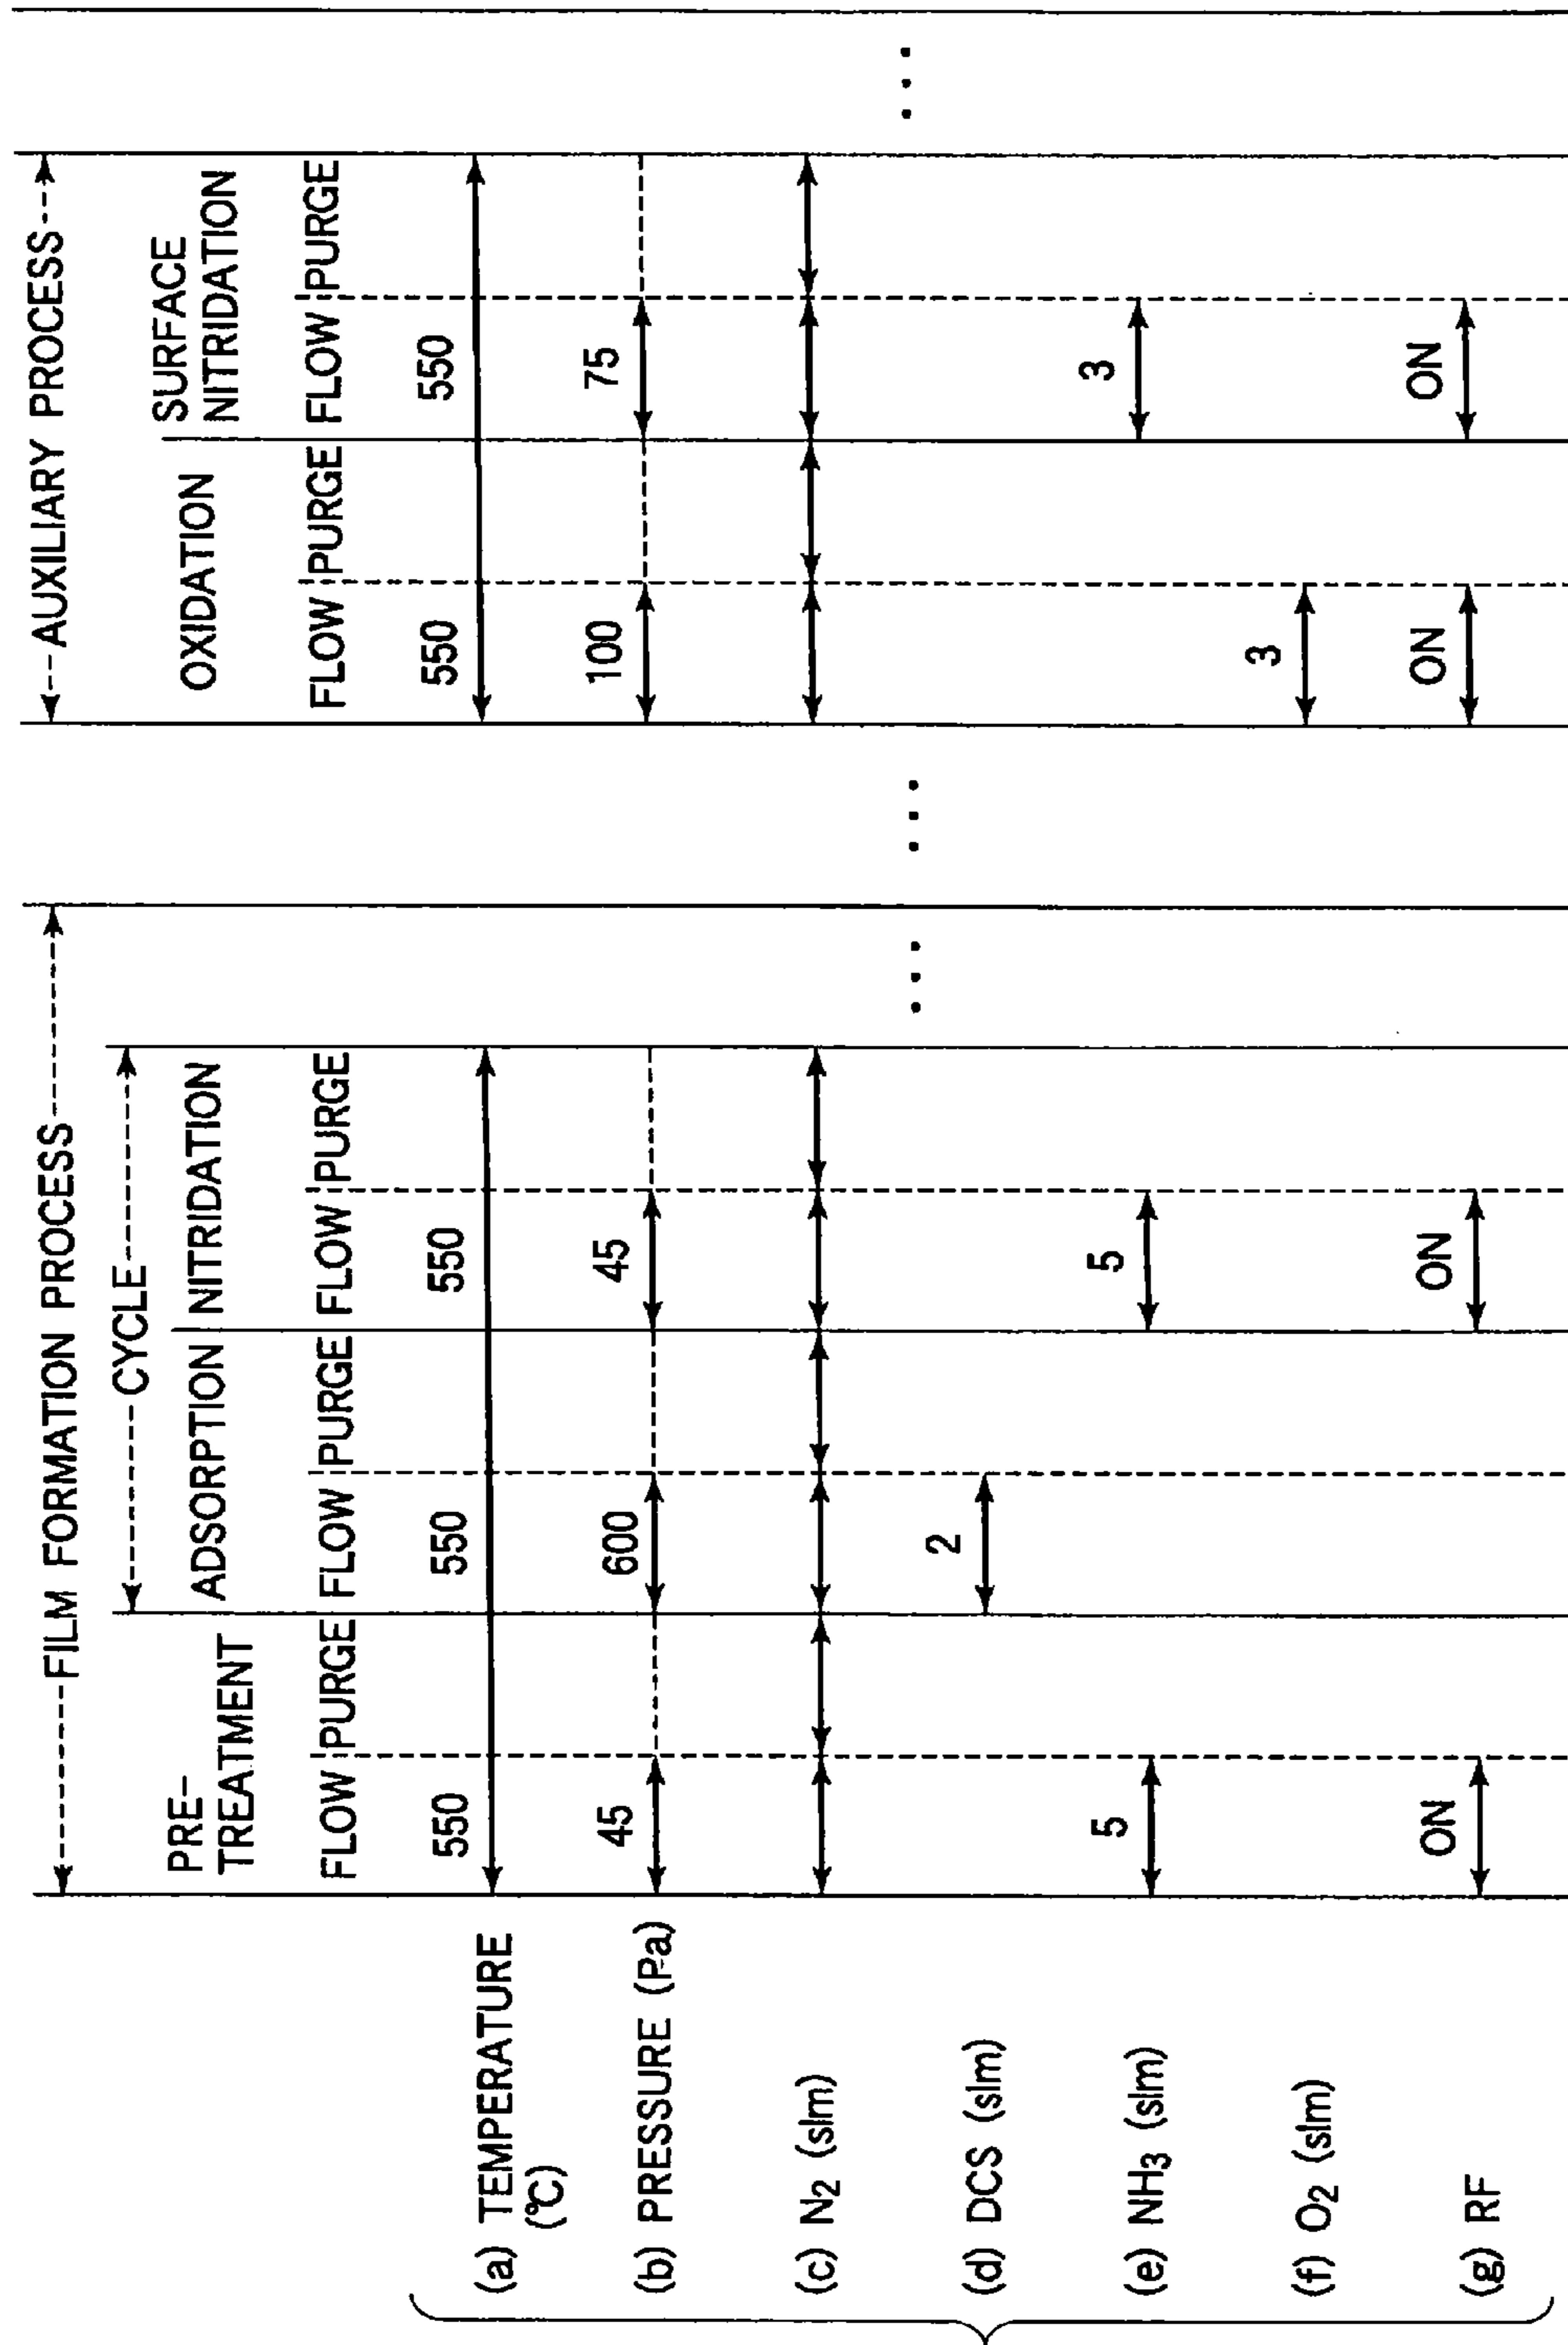 FILM FORMATION PROCESS
AUXILIARY PROCESS
CYCLE
PRE-
TREATMENT
ADSORPTION
NITRIDATION
OXIDATION
SURFACE
NITRIDATION
FLOW PURGE FLOW PURGE FLOW PURGE FLOW PURGE FLOW PURGE
(a) TEMPERATURE 550 550 550 550 550
(°C)
(b) PRESSURE (Pa) 45 600 45 100 75
(c) N2 (slm)
(d) DCS (slm) 2
(e) NH3 (slm) 5 5 3
(f) O2 (slm) 3
(g) RF ON ON ON ON